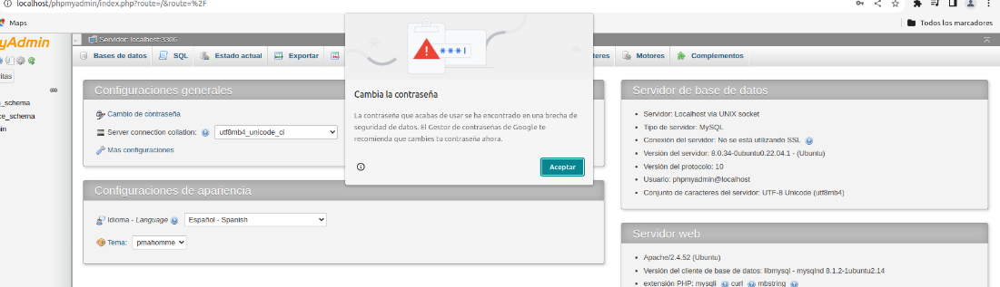 localhost/phpmyadmin/index.php?route=/&route=%2F
Maps
Todos los marcadores
yAdmin
Servidor: localhost:3306
Bases de datos
SQL
Estado actual
Exportar
Motores
Complementos
itas
_schema
ce_schema
in
Configuraciones generales
Cambio de contraseña
Server connection collation:
utf8mb4_unicode_ci
Más configuraciones
Configuraciones de apariencia
Idioma - Language
Español - Spanish
Tema:
pmahomme
***|
Cambia la contraseña
La contraseña que acabas de usar se ha encontrado en una brecha de
seguridad de datos. El Gestor de contraseñas de Google te
recomienda que cambies tu contraseña ahora.
Aceptar
Servidor de base de datos
Servidor: Localhost via UNIX socket
Tipo de servidor: MySQL
Conexión del servidor: No se está utilizando SSL
Versión del servidor: 8.0.34-0ubuntu0.22.04.1 - (Ubuntu)
Versión del protocolo: 10
Usuario: phpmyadmin@localhost
Conjunto de caracteres del servidor: UTF-8 Unicode (utf8mb4)
Servidor web
Apache/2.4.52 (Ubuntu)
Versión del cliente de base de datos: libmysql - mysqlnd 8.1.2-1ubuntu2.14
extensión PHP: mysqli curl mbstring